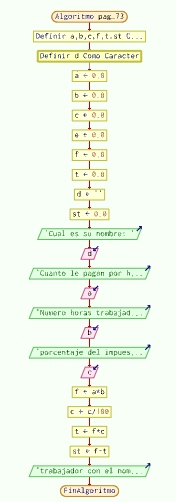 Algoritmo pag_73
Definir a,b,c,f,t,st C...
Definir d Como Caracter
a ← 0.0
b ← 0.0
c ← 0.0
e ← 0.0
f ← 0.0
t ← 0.0
d ← ''
st ← 0.0
'Cual es su nombre: '
d
'Cuanto le pagan por h...
a
'Numero horas trabajad...
b
'porcentaje del impues...
c
f ← a*b
c ← c/100
t ← f*c
st ← f-t
'trabajador con el nom...
FinAlgoritmo